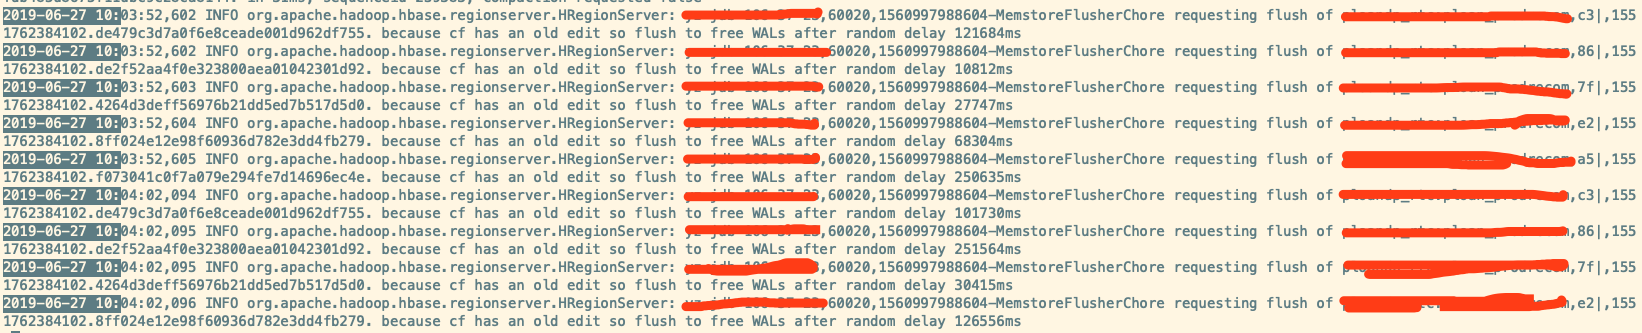 2019-06-27 10:03:52,602 INFO org.apache.hadoop.hbase.regionserver.HRegionServer: ,60020,1560997988604-MemstoreFlusherChore requesting flush of ,c3|,155
1762384102.de479c3d7a0f6e8ceade001d962df755. because cf has an old edit so flush to free WALs after random delay 121684ms
2019-06-27 10:03:52,602 INFO org.apache.hadoop.hbase.regionserver.HRegionServer: ,60020,1560997988604-MemstoreFlusherChore requesting flush of ,86|,155
1762384102.de2f52aa4f0e323800aea01042301d92. because cf has an old edit so flush to free WALs after random delay 10812ms
2019-06-27 10:03:52,603 INFO org.apache.hadoop.hbase.regionserver.HRegionServer: ,60020,1560997988604-MemstoreFlusherChore requesting flush of ,7f|,155
1762384102.4264d3deff56976b21dd5ed7b517d5d0. because cf has an old edit so flush to free WALs after random delay 27747ms
2019-06-27 10:03:52,604 INFO org.apache.hadoop.hbase.regionserver.HRegionServer: ,60020,1560997988604-MemstoreFlusherChore requesting flush of ,e2|,155
1762384102.8ff024e12e98f60936d782e3dd4fb279. because cf has an old edit so flush to free WALs after random delay 68304ms
2019-06-27 10:03:52,605 INFO org.apache.hadoop.hbase.regionserver.HRegionServer: ,60020,1560997988604-MemstoreFlusherChore requesting flush of ,a5|,155
1762384102.f073041c0f7a079e294fe7d14696ec4e. because cf has an old edit so flush to free WALs after random delay 250635ms
2019-06-27 10:04:02,094 INFO org.apache.hadoop.hbase.regionserver.HRegionServer: ,60020,1560997988604-MemstoreFlusherChore requesting flush of ,c3|,155
1762384102.de479c3d7a0f6e8ceade001d962df755. because cf has an old edit so flush to free WALs after random delay 101730ms
2019-06-27 10:04:02,095 INFO org.apache.hadoop.hbase.regionserver.HRegionServer: ,60020,1560997988604-MemstoreFlusherChore requesting flush of ,86|,155
1762384102.de2f52aa4f0e323800aea01042301d92. because cf has an old edit so flush to free WALs after random delay 251564ms
2019-06-27 10:04:02,095 INFO org.apache.hadoop.hbase.regionserver.HRegionServer: ,60020,1560997988604-MemstoreFlusherChore requesting flush of ,7f|,155
1762384102.4264d3deff56976b21dd5ed7b517d5d0. because cf has an old edit so flush to free WALs after random delay 30415ms
2019-06-27 10:04:02,096 INFO org.apache.hadoop.hbase.regionserver.HRegionServer: ,60020,1560997988604-MemstoreFlusherChore requesting flush of ,e2|,155
1762384102.8ff024e12e98f60936d782e3dd4fb279. because cf has an old edit so flush to free WALs after random delay 126556ms